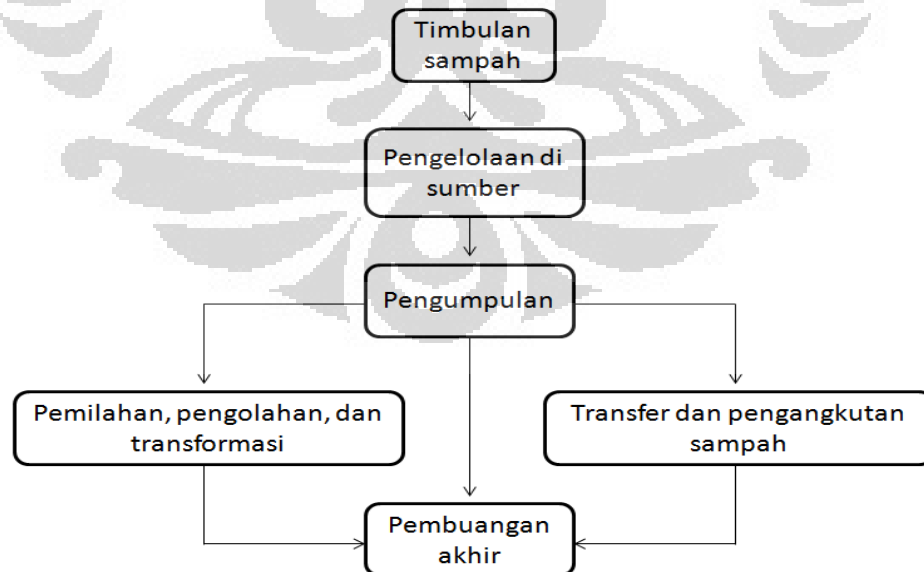 Timbulan
sampah
Pengelolaan di
sumber
Pengumpulan
Pemilahan, pengolahan, dan
transformasi
Transfer dan pengangkutan
sampah
Pembuangan
akhir